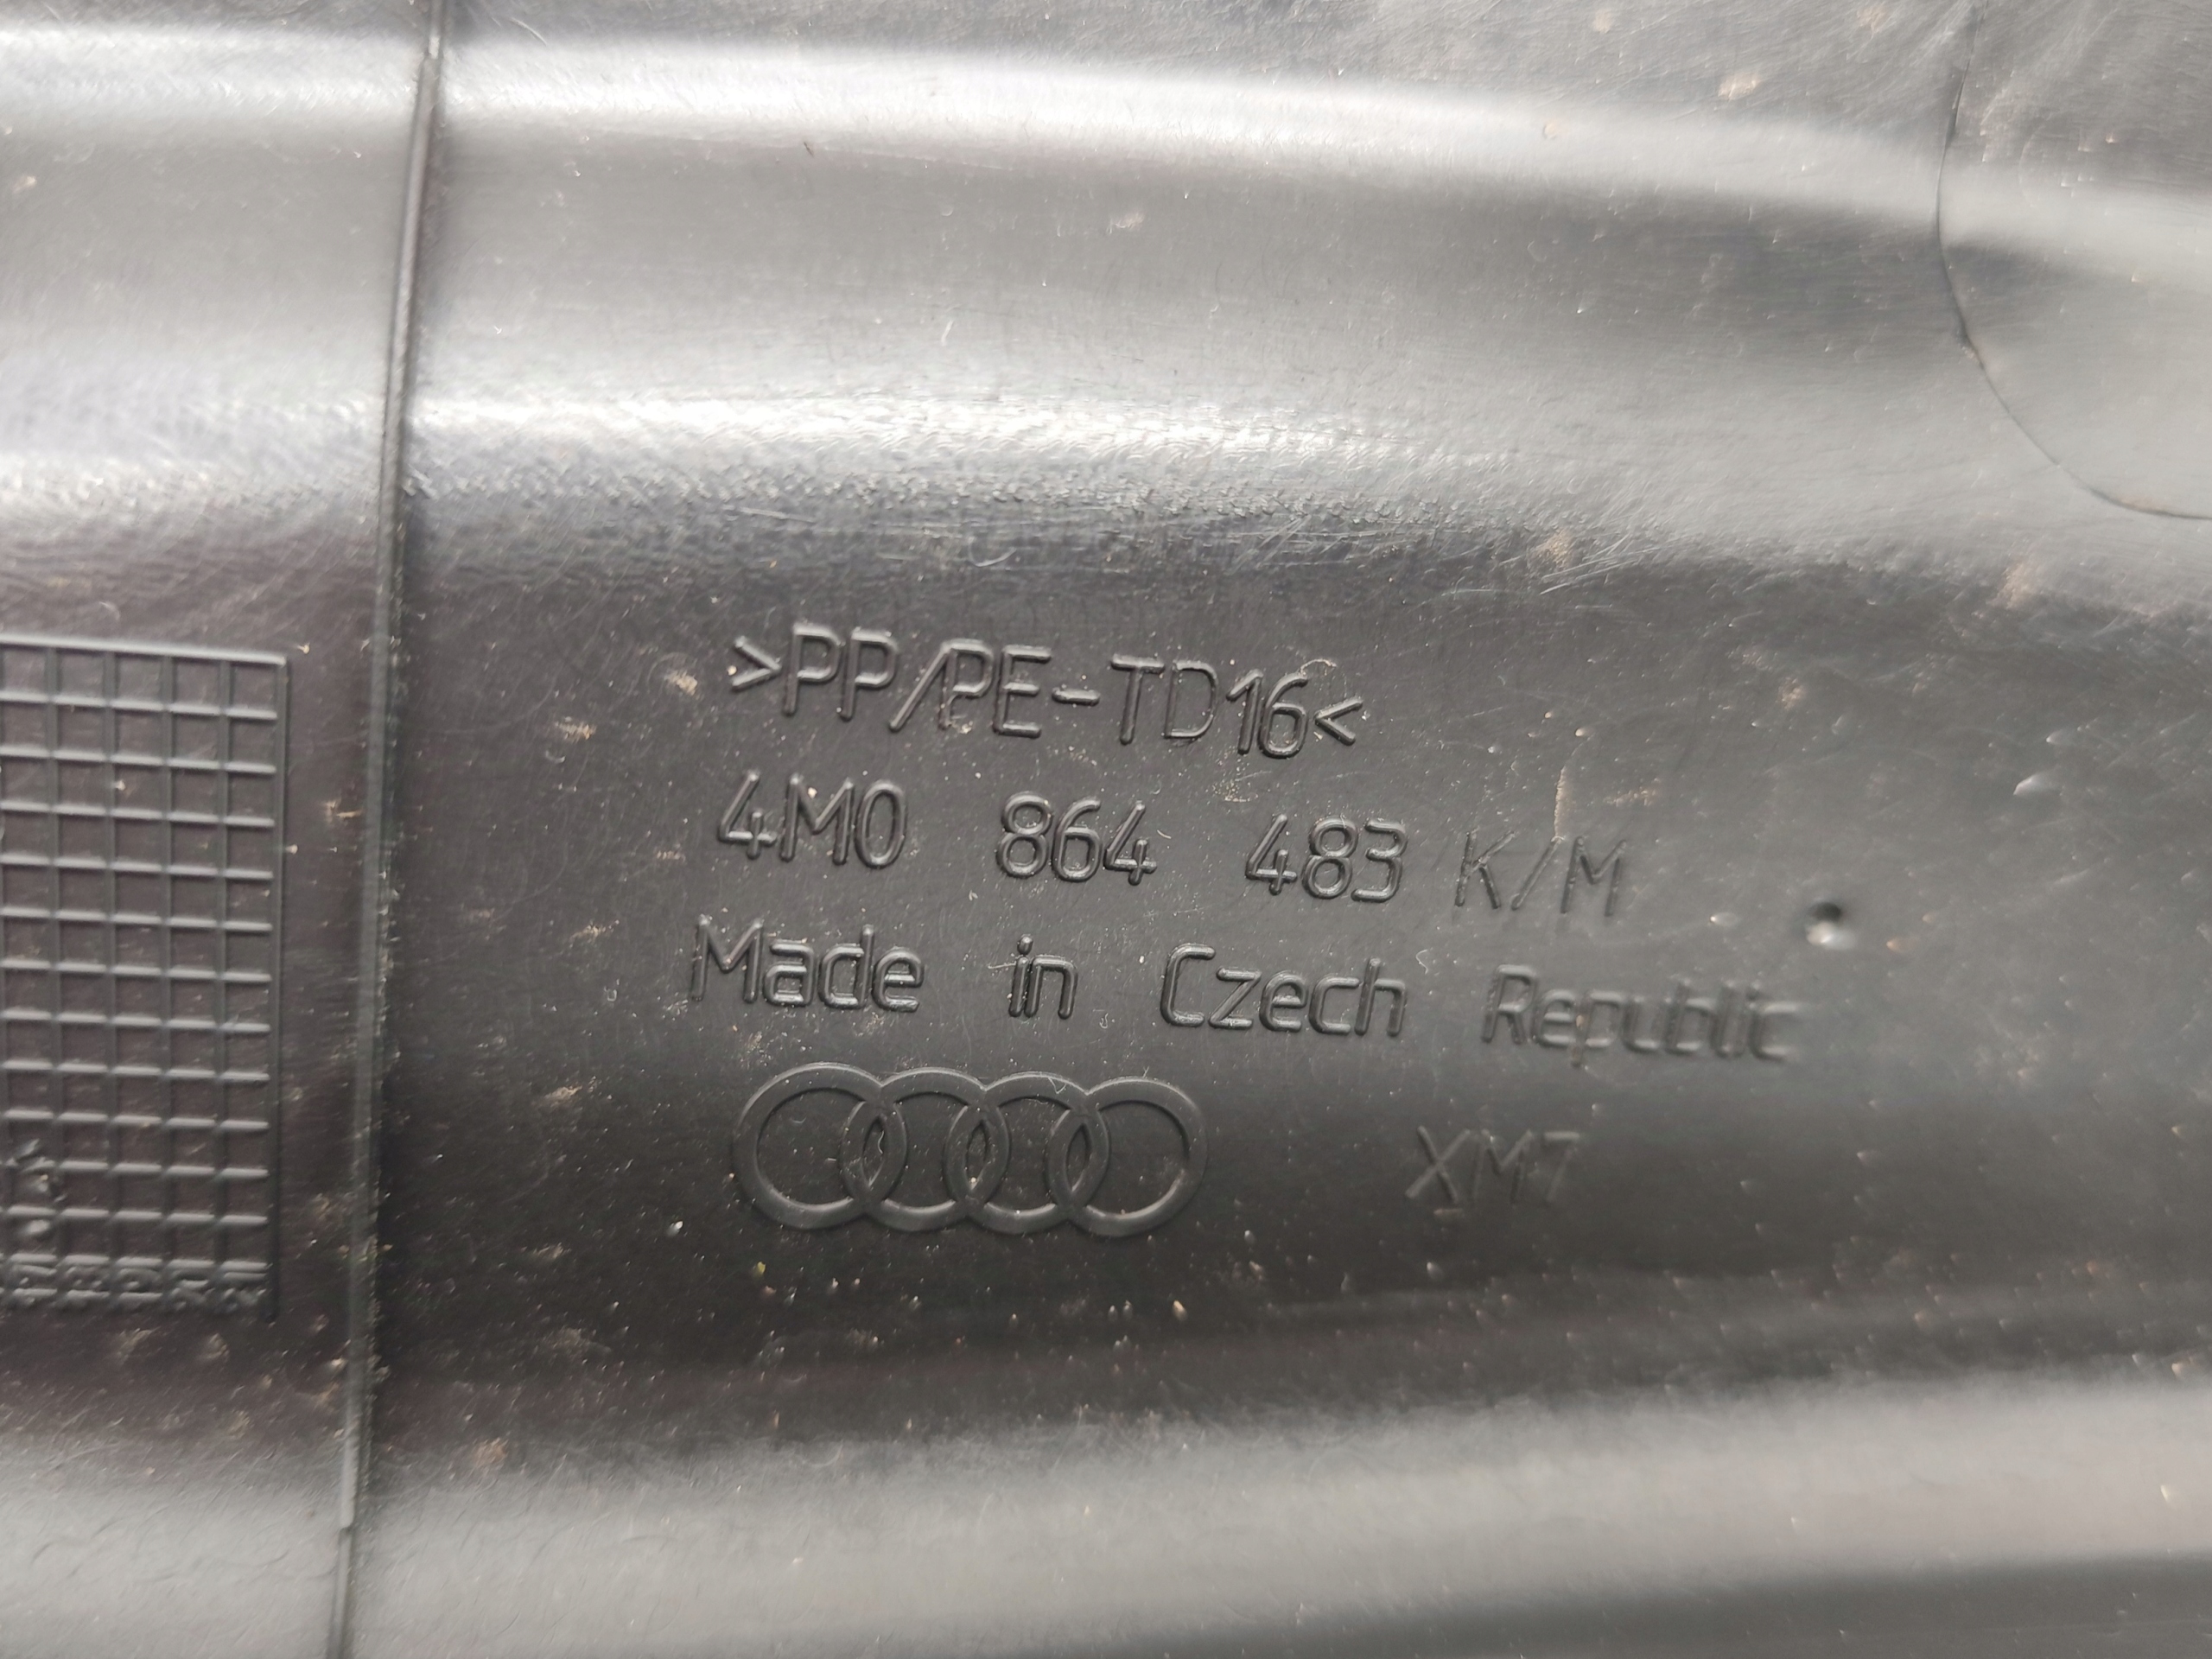 >PP/PE-TD16<
4M0 864 483 K/M
Made in Czech Republic
XM7